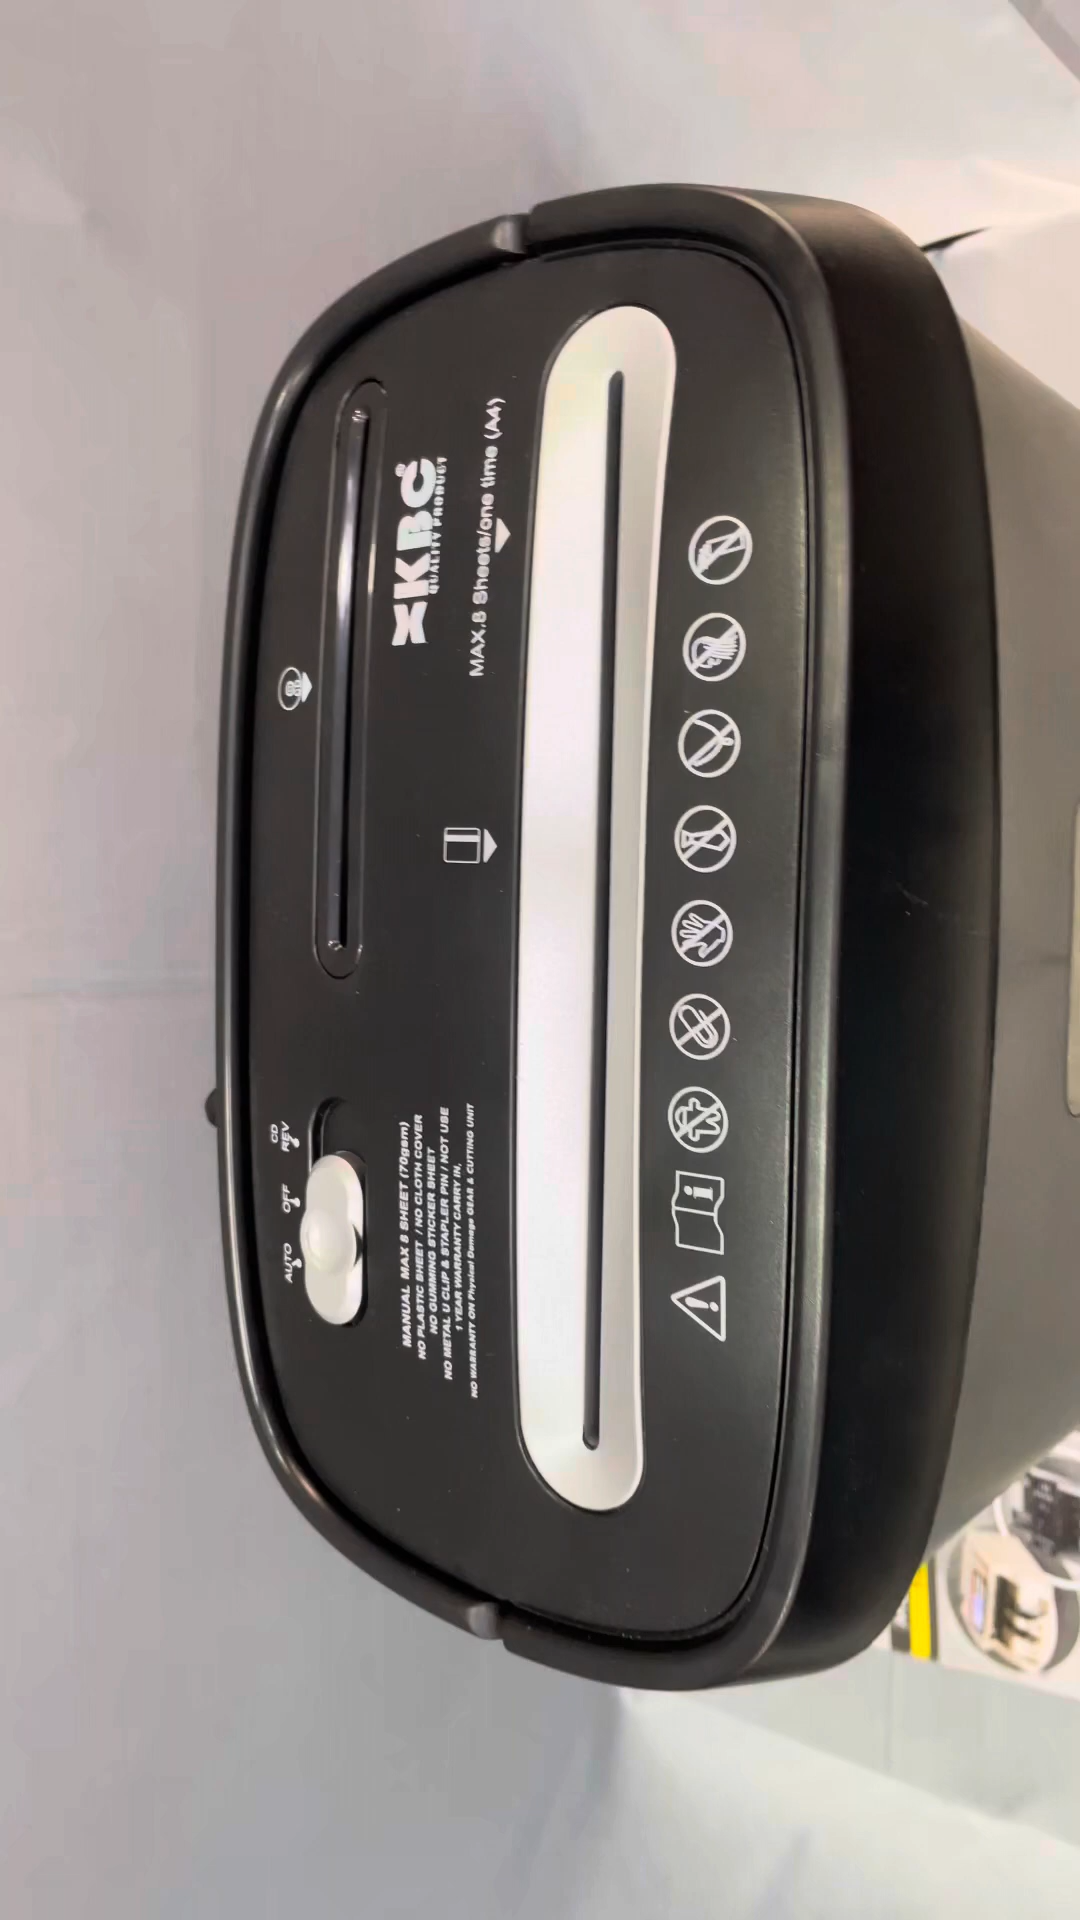 KBC
QUALITY PRODUCT
MAX.8 Sheets/one time (A4)
CD
AUTO OFF REV
MANUAL MAX 8 SHEET (70gsm)
NO PLASTIC SHEET / NO CLOTH COVER
NO GUMMING STICKER SHEET
NO METAL U CLIP & STAPLER PIN / NOT USE
1 YEAR WARRANTY CARRY IN,
NO WARRANTY ON Physical Damage GEAR & CUTTING UNIT